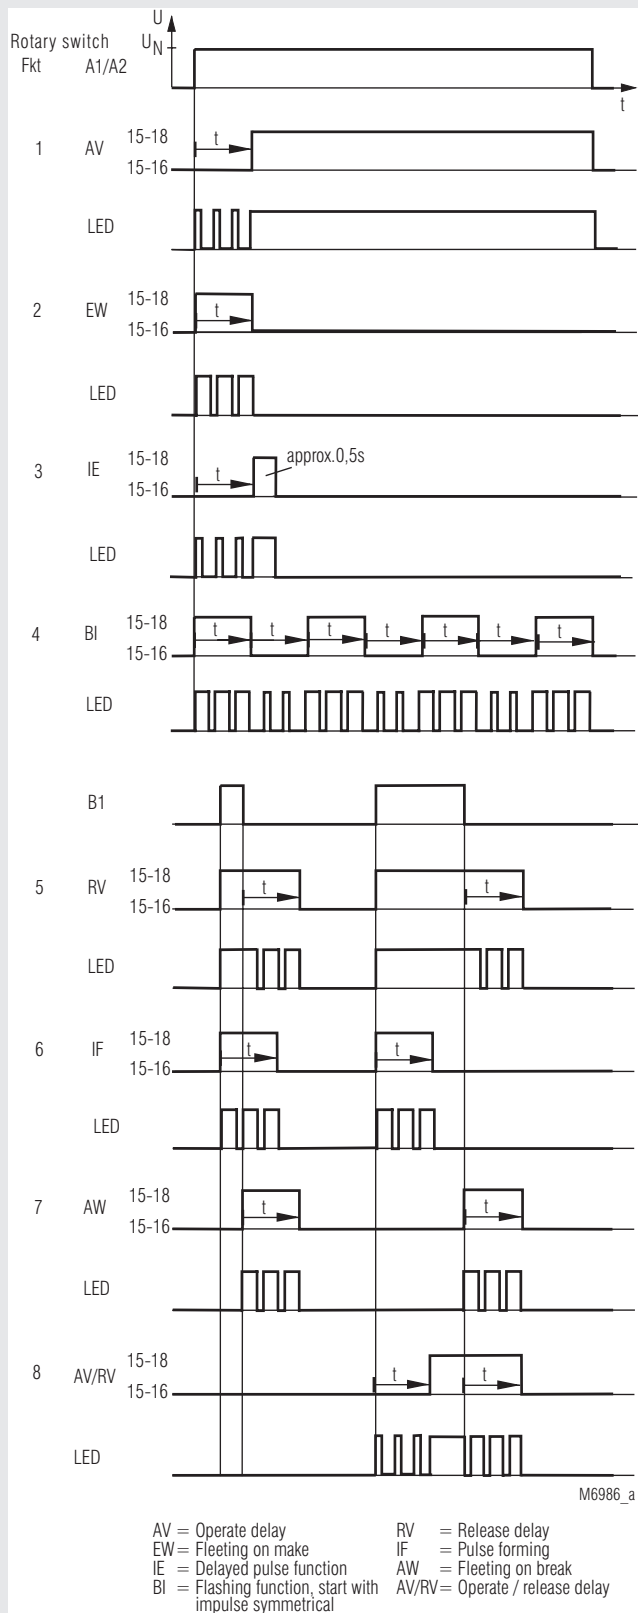 U
Rotary switch UN
Fkt A1/A2
t
1 AV 15-18 t
15-16
LED
2 EW 15-18 t
15-16
LED
3 IE 15-18 t approx.0,5s
15-16
LED
4 BI 15-18 t t t t t t t
15-16
LED
B1
5 RV 15-18 t t
15-16
LED
6 IF 15-18 t t
15-16
LED
7 AW 15-18 t t
15-16
LED
8 AV/RV 15-18 t t
15-16
LED
M6986_a
AV = Operate delay RV = Release delay
EW = Fleeting on make IF = Pulse forming
IE = Delayed pulse function AW = Fleeting on break
BI = Flashing function, start with AV/RV= Operate / release delay
impulse symmetrical